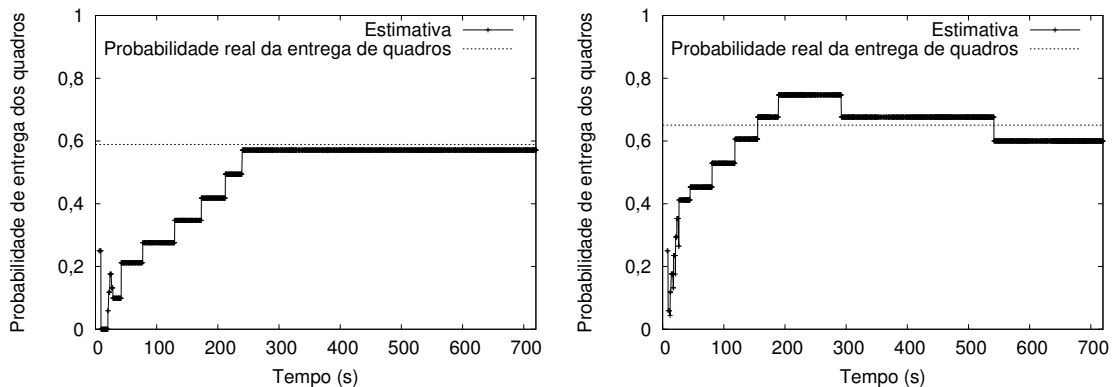 Probabilidade de entrega dos quadros
1
0,8
0,6
0,4
0,2
0
0 100 200 300 400 500 600 700
Tempo (s)
Estimativa
Probabilidade real da entrega de quadros
Probabilidade de entrega dos quadros
1
0,8
0,6
0,4
0,2
0
0 100 200 300 400 500 600 700
Tempo (s)
Estimativa
Probabilidade real da entrega de quadros